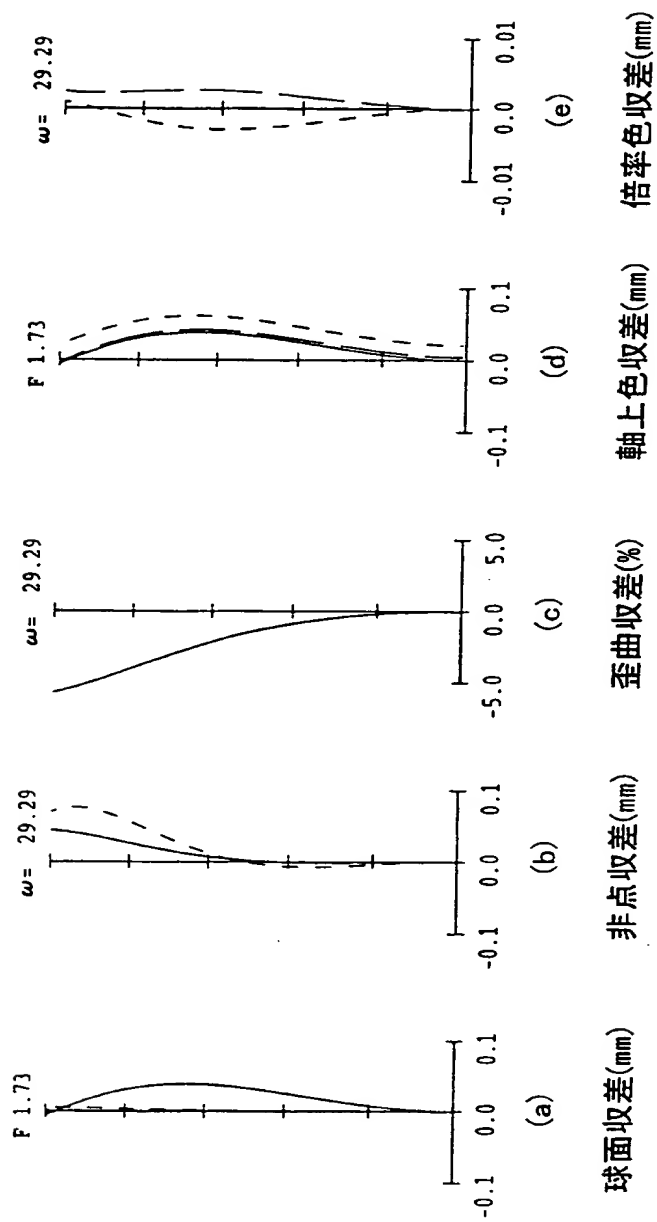 F 1.73
-0.1
0.0
0.1
(a)
球面収差(mm)
ω= 29.29
-0.1
0.0
0.1
(b)
非点収差(mm)
ω= 29.29
-5.0
0.0
5.0
(c)
歪曲収差(%)
F 1.73
-0.1
0.0
0.1
(d)
軸上色収差(mm)
ω= 29.29
-0.01
0.0
0.01
(e)
倍率色収差(mm)